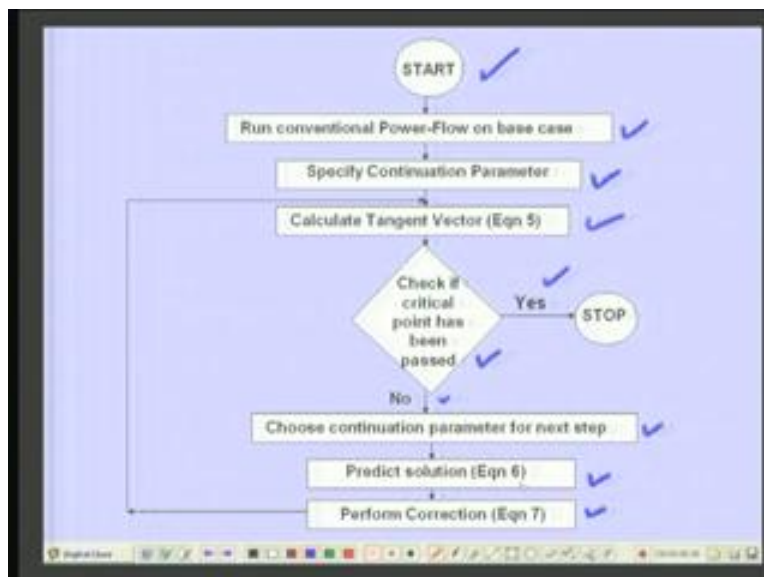 START
Run conventional Power-Flow on base case
Specify Continuation Parameter
Calculate Tangent Vector (Eqn 5)
Check if
critical
point has
been
passed
Yes
STOP
No
Choose continuation parameter for next step
Predict solution (Eqn 6)
Perform Correction (Eqn 7)